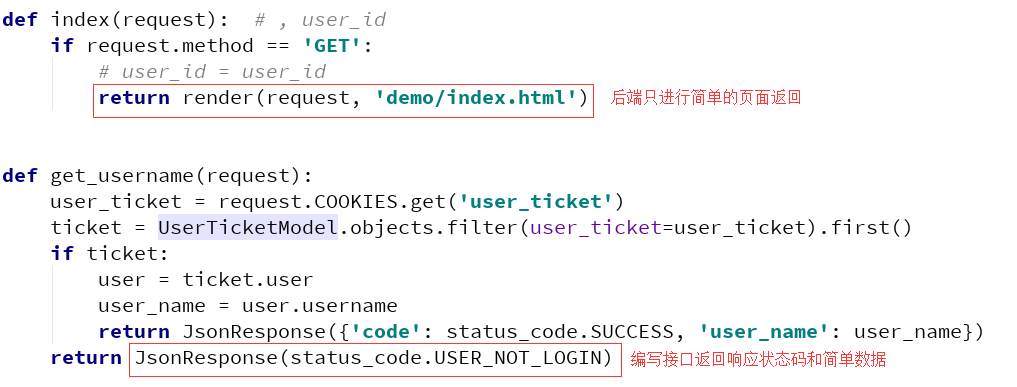 def index(request):  # , user_id
    if request.method == 'GET':
        # user_id = user_id
        return render(request, 'demo/index.html') 后端只进行简单的页面返回
def get_username(request):
    user_ticket = request.COOKIES.get('user_ticket')
    ticket = UserTicketModel.objects.filter(user_ticket=user_ticket).first()
    if ticket:
        user = ticket.user
        user_name = user.username
        return JsonResponse({'code': status_code.SUCCESS, 'user_name': user_name})
    return JsonResponse(status_code.USER_NOT_LOGIN) 编写接口返回响应状态码和简单数据